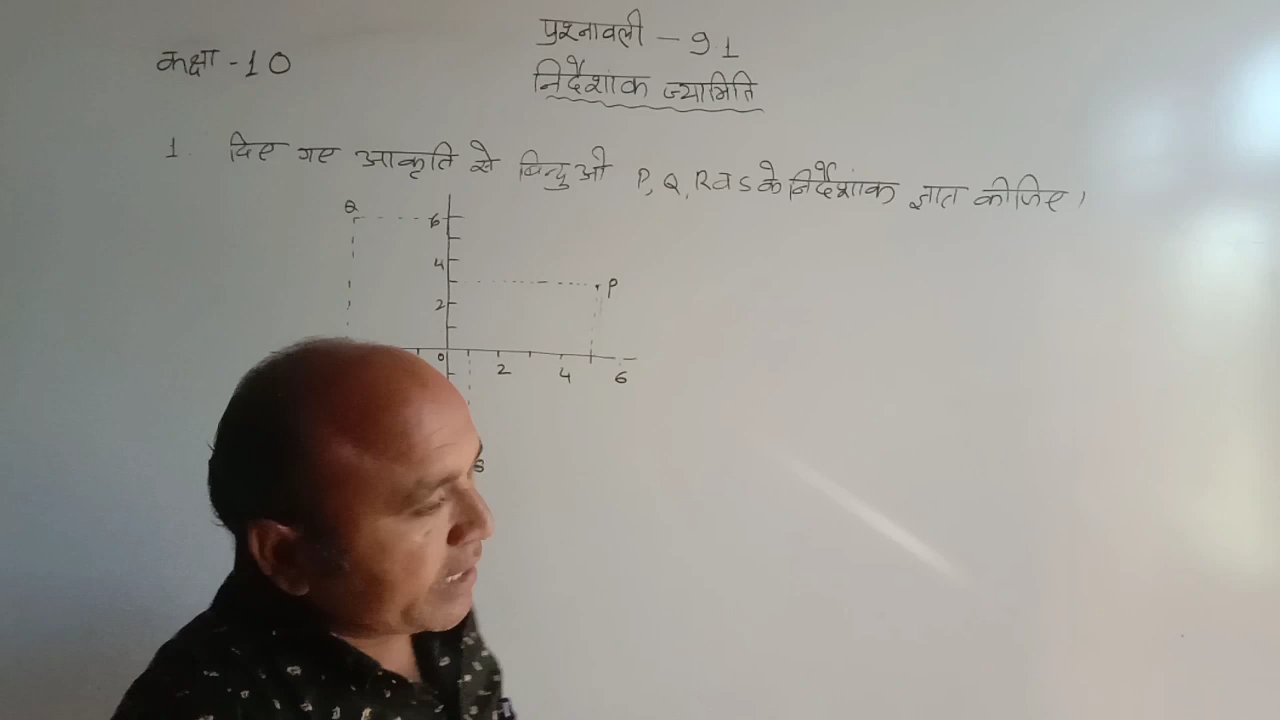 प्रश्नावली - 9.1
कक्षा - 10
निर्देशांक ज्यामिति
1. दिए गए आकृति से बिन्दुओ P, Q, R व S के निर्देशांक ज्ञात कीजिए।
Q
6
4
P
2
0 2 4 6
S